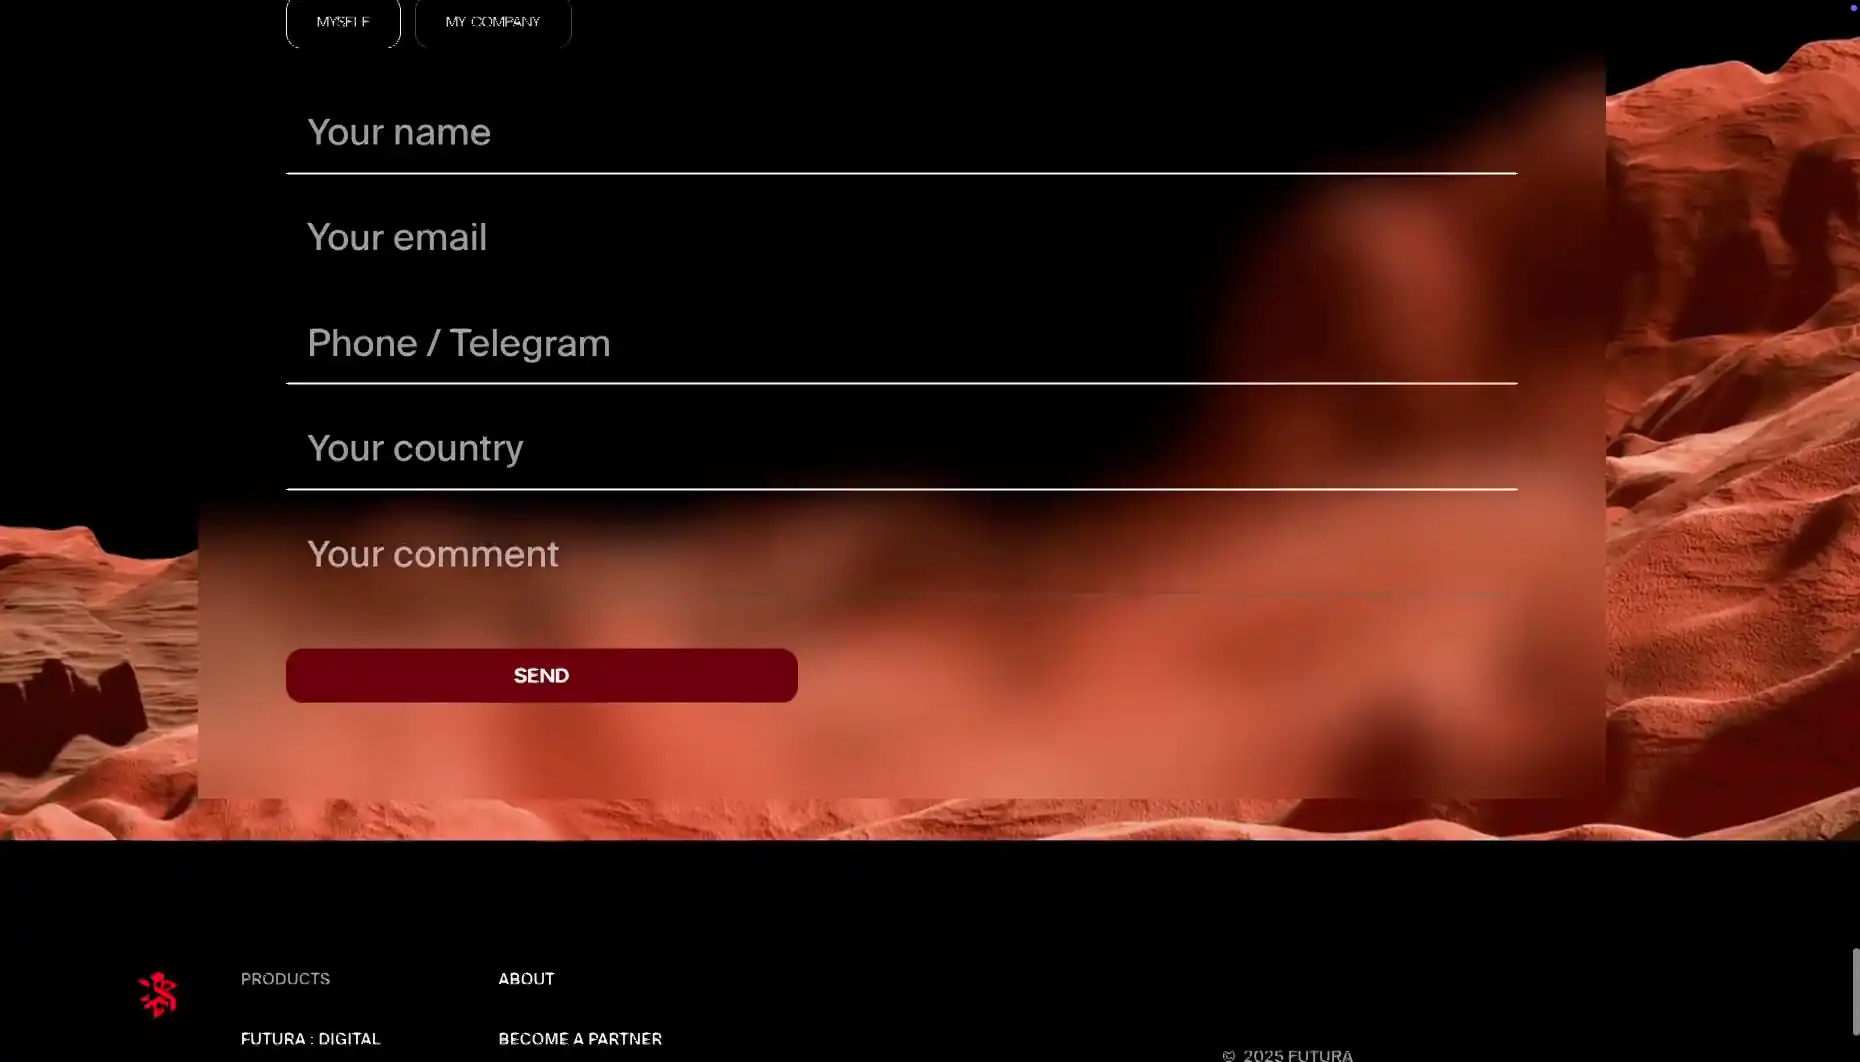 MYSELF MY COMPANY
Your name
Your email
Phone / Telegram
Your country
Your comment
SEND
PRODUCTS ABOUT
FUTURA : DIGITAL BECOME A PARTNER
© 2025 FUTURA